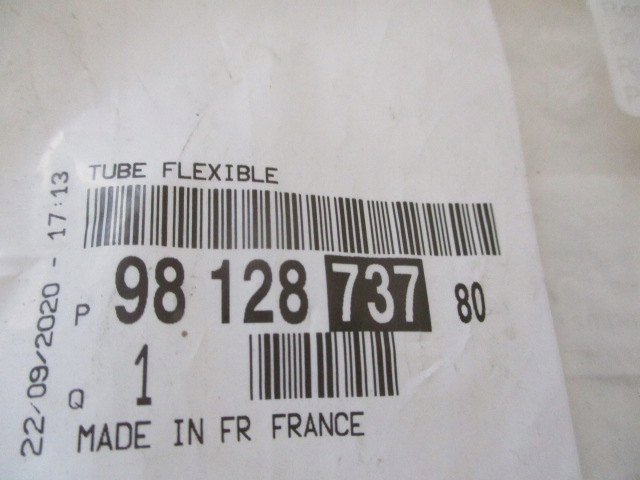 TUBE FLEXIBLE
P 98 128 737 80
Q 1
MADE IN FR FRANCE
22/09/2020 - 17:13